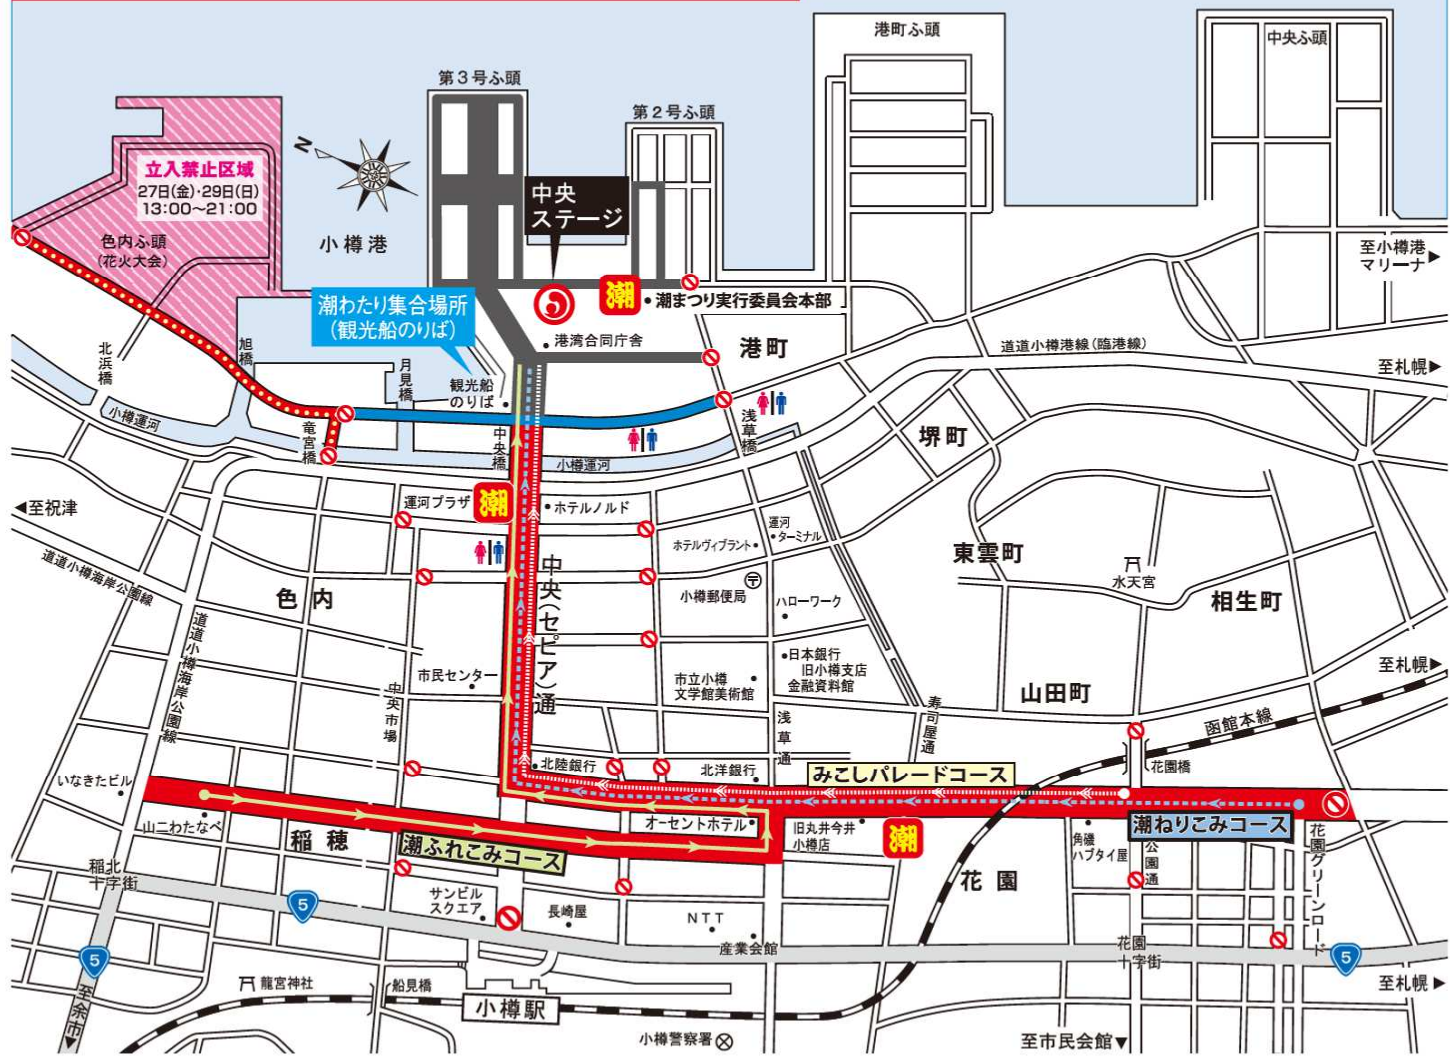 港町ふ頭
中央ふ頭
第3号ふ頭
第2号ふ頭
立入禁止区域
27日(金)・29日(日)
13:00~21:00
N
中央
ステージ
小樽港
色内ふ頭
(花火大会)
至小樽港
マリーナ▶
潮わたり集合場所
(観光船のりば)
潮
・潮まつり実行委員会本部
・港湾合同庁舎
港町
道道小樽港線(臨港線)
至札幌▶
北浜橋
旭橋
月見橋
観光船
のりば・
小樽運河
竜宮橋
中央橋
小樽運河
浅草橋
堺町
◀至祝津
運河プラザ
潮
・ホテルノルド
運河
・ターミナル
ホテルヴィブラント・
東雲町
水天宮
道道小樽海岸公園線
色内
中央(セピア)通
〒
小樽郵便局
ハローワーク
相生町
道道小樽海岸公園線
市民センター
市立小樽
文学館美術館
・日本銀行
旧小樽支店
金融資料館
至札幌▶
山田町
中央市場
浅草通
寿司屋通
函館本線
いなきたビル
・北陸銀行
北洋銀行・
みこしパレードコース
花園橋
山二わたなべ
稲穂
潮ふれこみコース
オーセントホテル・
旧丸井今井
小樽店
潮
角磯
ハブタイ屋
潮ねりこみコース
公園通
花園グリーンロード
稲北
十字街
5
サンビル
スクエア
長崎屋
NTT
産業会館
花園
花園
十字街
5
5
至余市▶
龍宮神社
船見橋
小樽駅
至札幌▶
小樽警察署
至市民会館▼